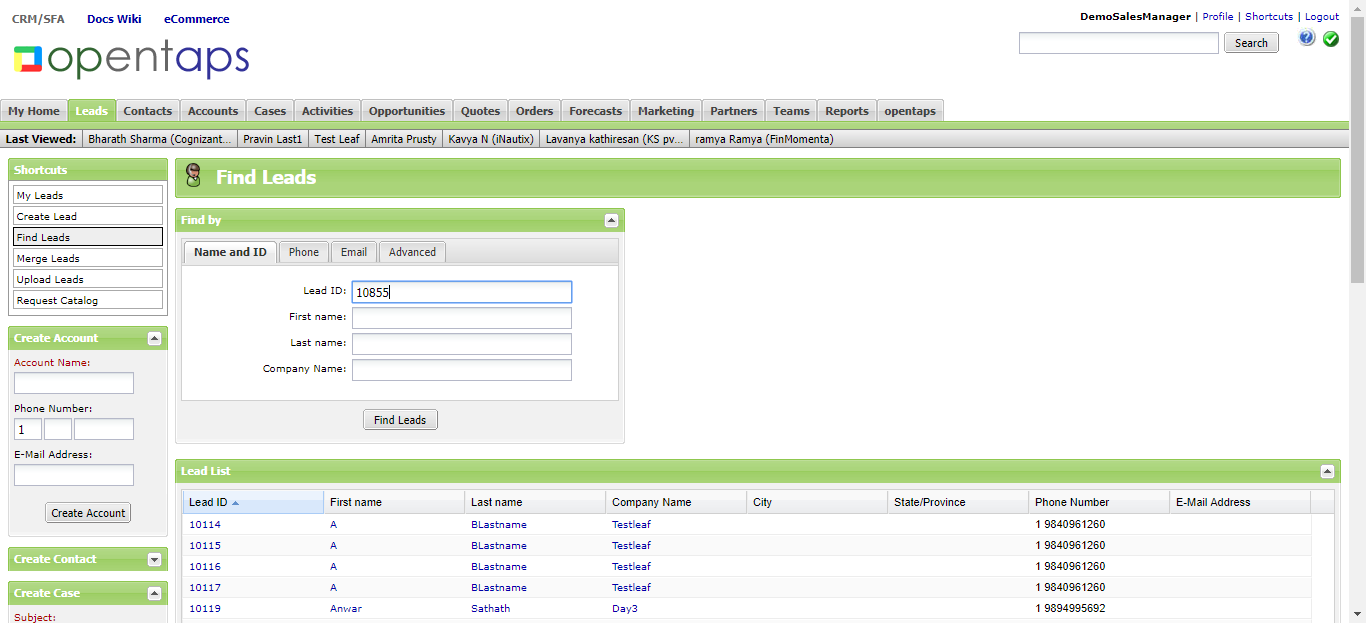 CRM/SFA Docs Wiki eCommerce
DemoSalesManager | Profile | Shortcuts | Logout
opentaps
Search
?
My Home Leads Contacts Accounts Cases Activities Opportunities Quotes Orders Forecasts Marketing Partners Teams Reports opentaps
Last Viewed: Bharath Sharma (Cognizant... Pravin Last1 Test Leaf Amrita Prusty Kavya N (iNautix) Lavanya kathiresan (KS pv... ramya Ramya (FinMomenta)
Shortcuts
My Leads
Create Lead
Find Leads
Merge Leads
Upload Leads
Request Catalog
Create Account
Account Name:
Phone Number:
1
E-Mail Address:
Create Account
Create Contact
Create Case
Subject:
Find Leads
Find by
Name and ID Phone Email Advanced
Lead ID: 10855
First name:
Last name:
Company Name:
Find Leads
Lead List
Lead ID First name Last name Company Name City State/Province Phone Number E-Mail Address
10114 A BLastname Testleaf 1 9840961260
10115 A BLastname Testleaf 1 9840961260
10116 A BLastname Testleaf 1 9840961260
10117 A BLastname Testleaf 1 9840961260
10119 Anwar Sathath Day3 1 9894995692